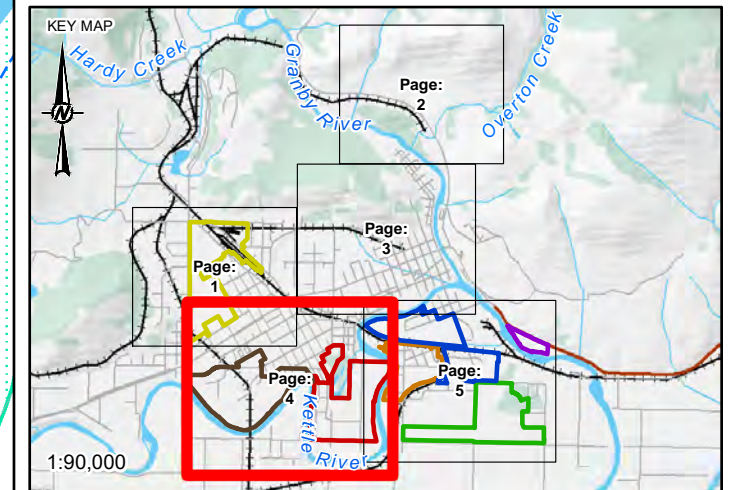 KEY MAP
Hardy Creek
Granby River
Overton Creek
N
Page:
2
Page:
3
Page:
1
Page:
4
Page:
5
Kettle River
1:90,000